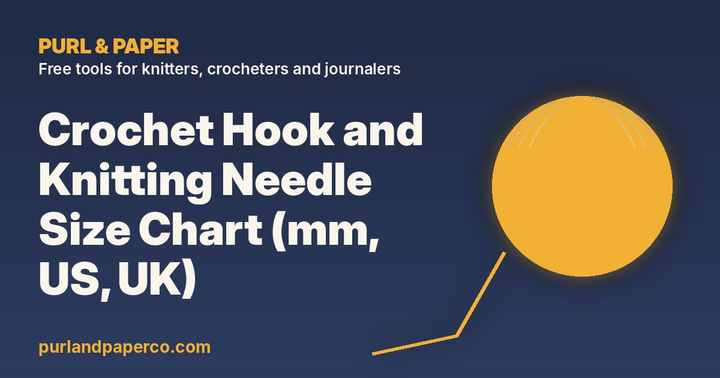 PURL & PAPER
Free tools for knitters, crocheters and journalers
Crochet Hook and
Knitting Needle
Size Chart (mm,
US, UK)
purlandpaperco.com